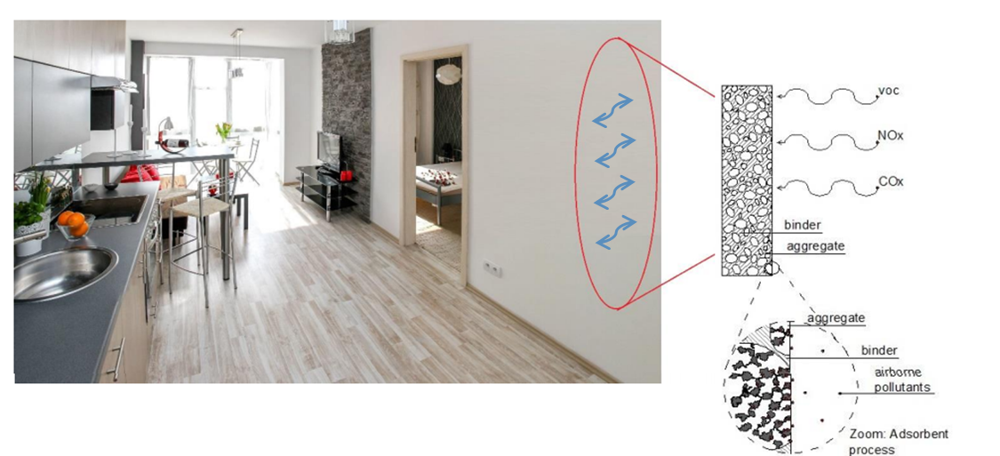 voc
NOx
COx
binder
aggregate
aggregate
binder
airborne
pollutants
Zoom: Adsorbent
process